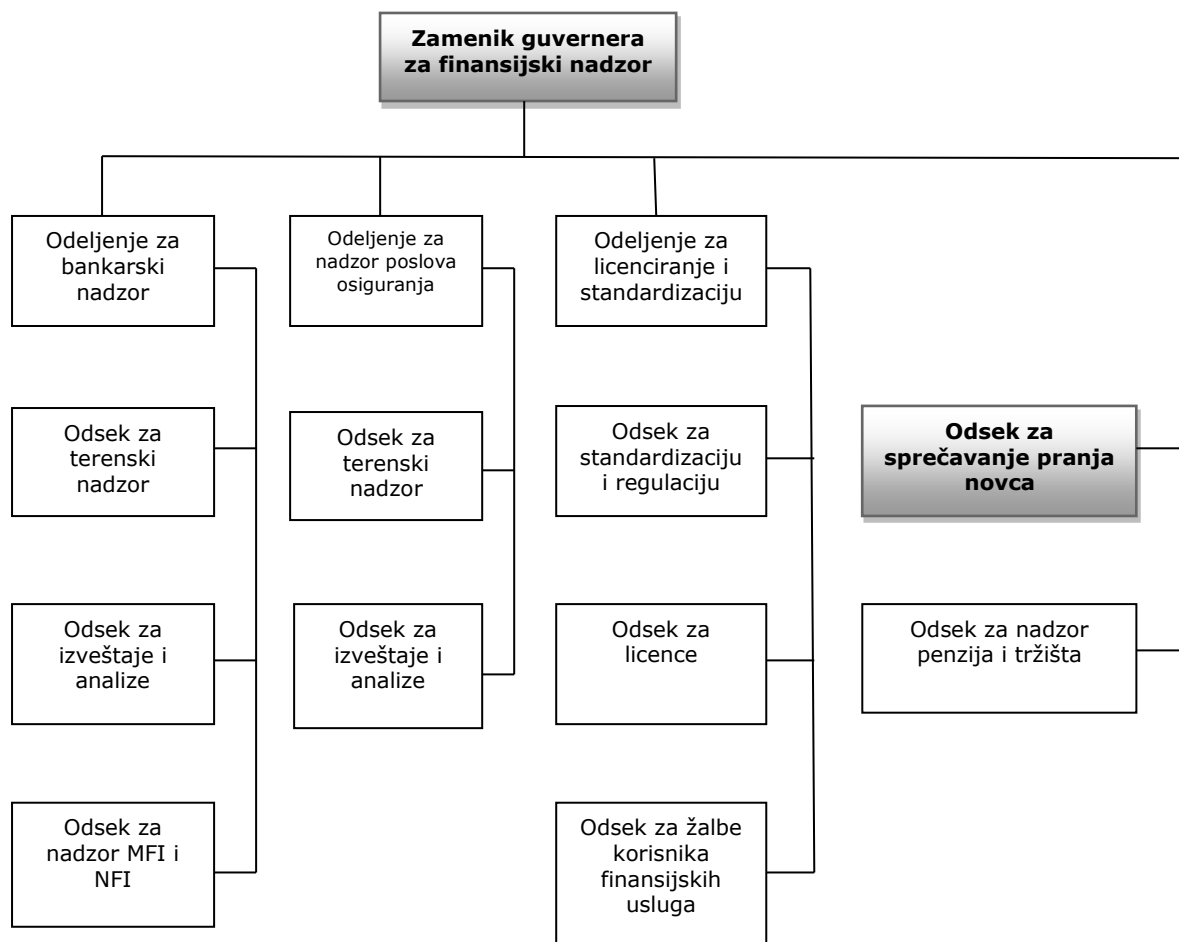 Zamenik guvernera
za finansijski nadzor
Odeljenje za
bankarski
nadzor
Odeljenje za
nadzor poslova
osiguranja
Odeljenje za
licenciranje i
standardizaciju
Odsek za
terenski
nadzor
Odsek za
terenski
nadzor
Odsek za
standardizaciju
i regulaciju
Odsek za
sprečavanje pranja
novca
Odsek za
izveštaje i
analize
Odsek za
izveštaje i
analize
Odsek za
licence
Odsek za nadzor
penzija i tržišta
Odsek za
nadzor MFI i
NFI
Odsek za žalbe
korisnika
finansijskih
usluga